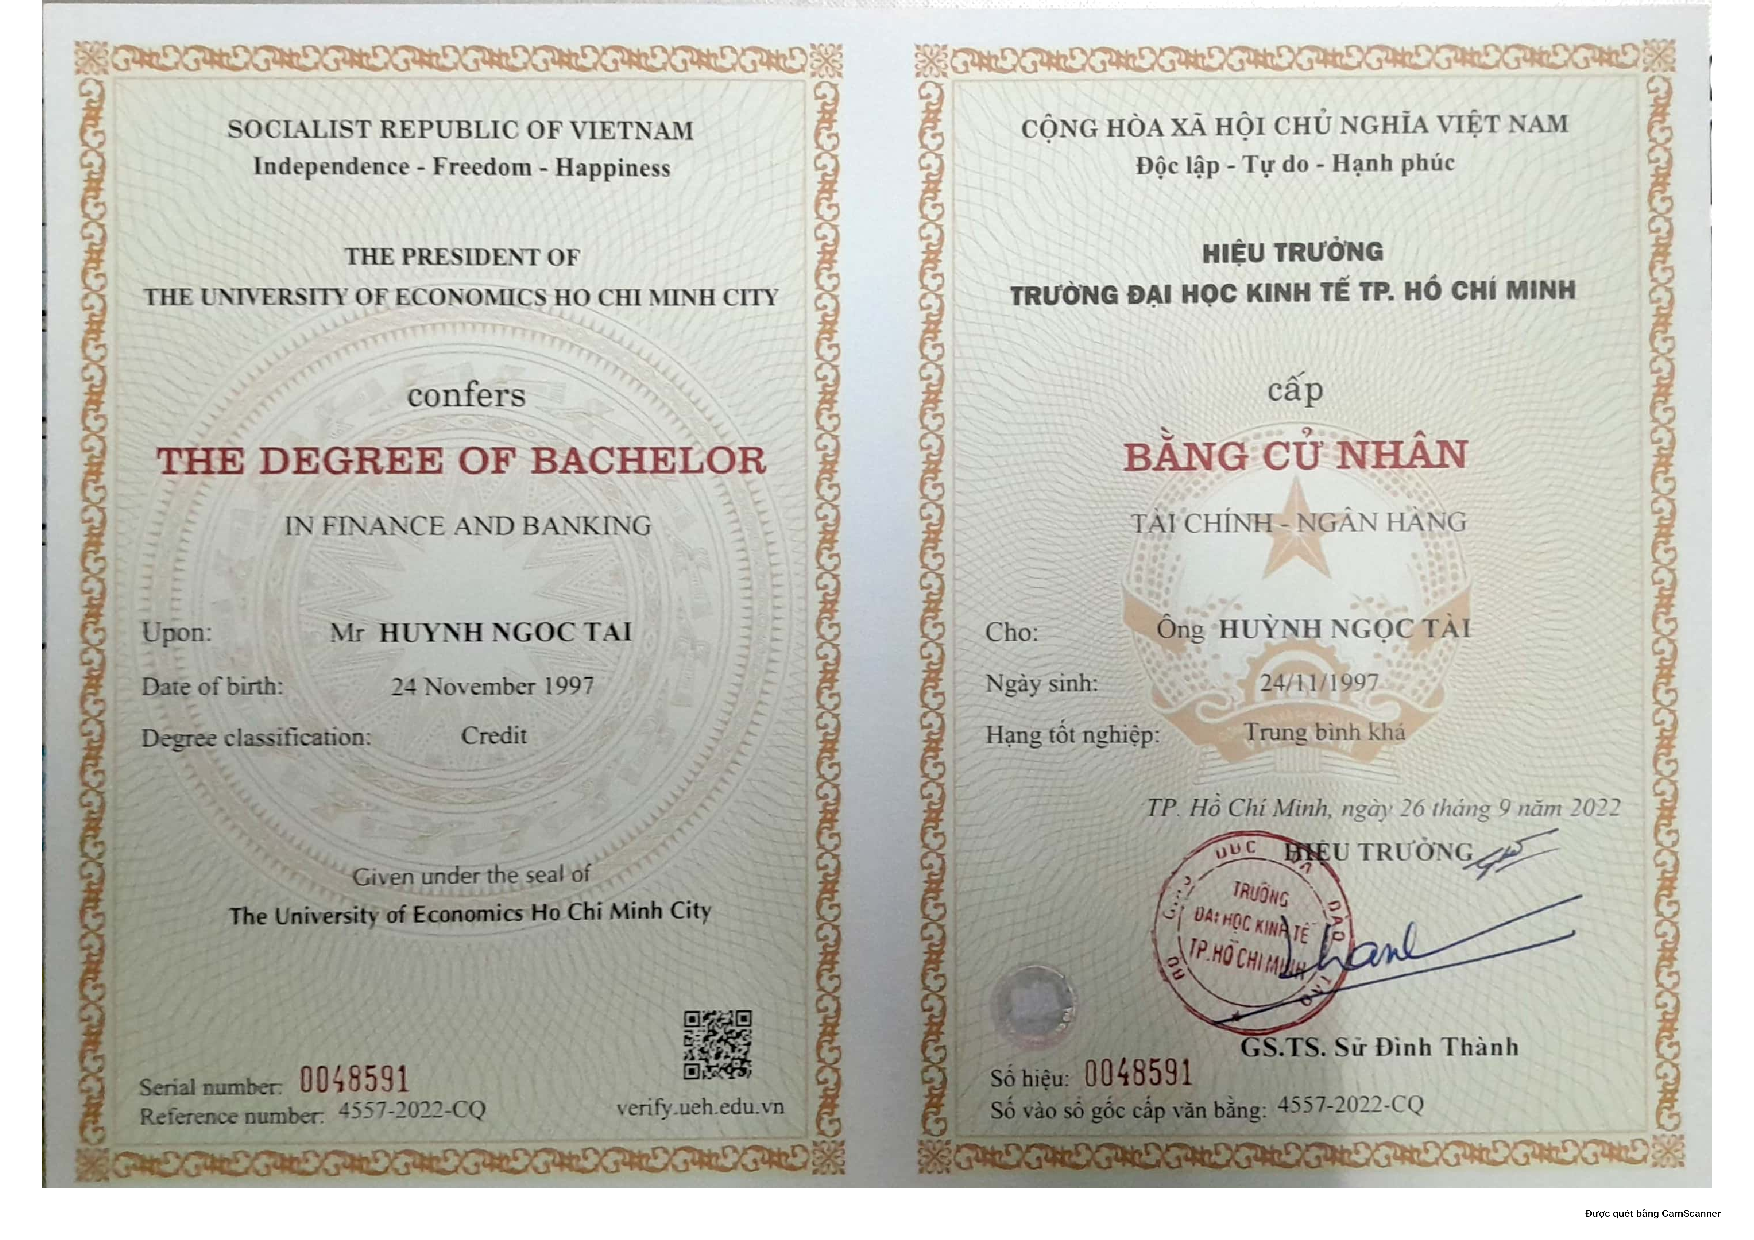 SOCIALIST REPUBLIC OF VIETNAM
Independence - Freedom - Happiness
THE PRESIDENT OF
THE UNIVERSITY OF ECONOMICS HO CHI MINH CITY
confers
THE DEGREE OF BACHELOR
IN FINANCE AND BANKING
Upon: Mr HUYNH NGOC TAI
Date of birth: 24 November 1997
Degree classification: Credit
Given under the seal of
The University of Economics Ho Chi Minh City
Serial number: 0048591
Reference number: 4557-2022-CQ
verify.ueh.edu.vn
CỘNG HÒA XÃ HỘI CHỦ NGHĨA VIỆT NAM
Độc lập - Tự do - Hạnh phúc
HIỆU TRƯỞNG
TRƯỜNG ĐẠI HỌC KINH TẾ TP. HỒ CHÍ MINH
cấp
BẰNG CỬ NHÂN
TÀI CHÍNH - NGÂN HÀNG
Cho: Ông HUỲNH NGỌC TÀI
Ngày sinh: 24/11/1997
Hạng tốt nghiệp: Trung bình khá
TP. Hồ Chí Minh, ngày 26 tháng 9 năm 2022
HIỆU TRƯỞNG
TRƯỜNG
ĐẠI HỌC KINH TẾ
TP.HỒ CHÍ MINH
GS.TS. Sử Đình Thành
Số hiệu: 0048591
Số vào sổ gốc cấp văn bằng: 4557-2022-CQ
Được quét bằng CamScanner